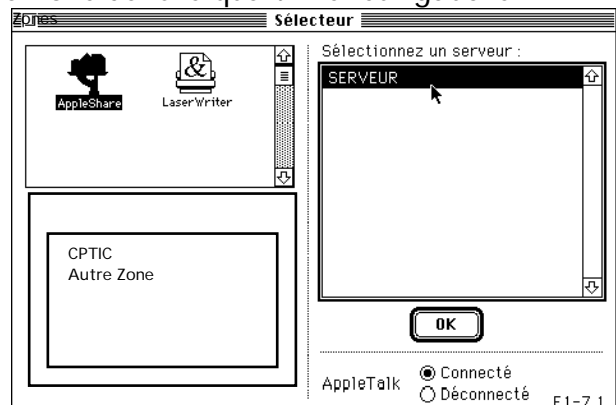 Zones
Sélecteur
AppleShare
LaserWriter
CPTIC
Autre Zone
Sélectionnez un serveur :
SERVEUR
OK
AppleTalk
Connecté
Déconnecté
F1-7.1